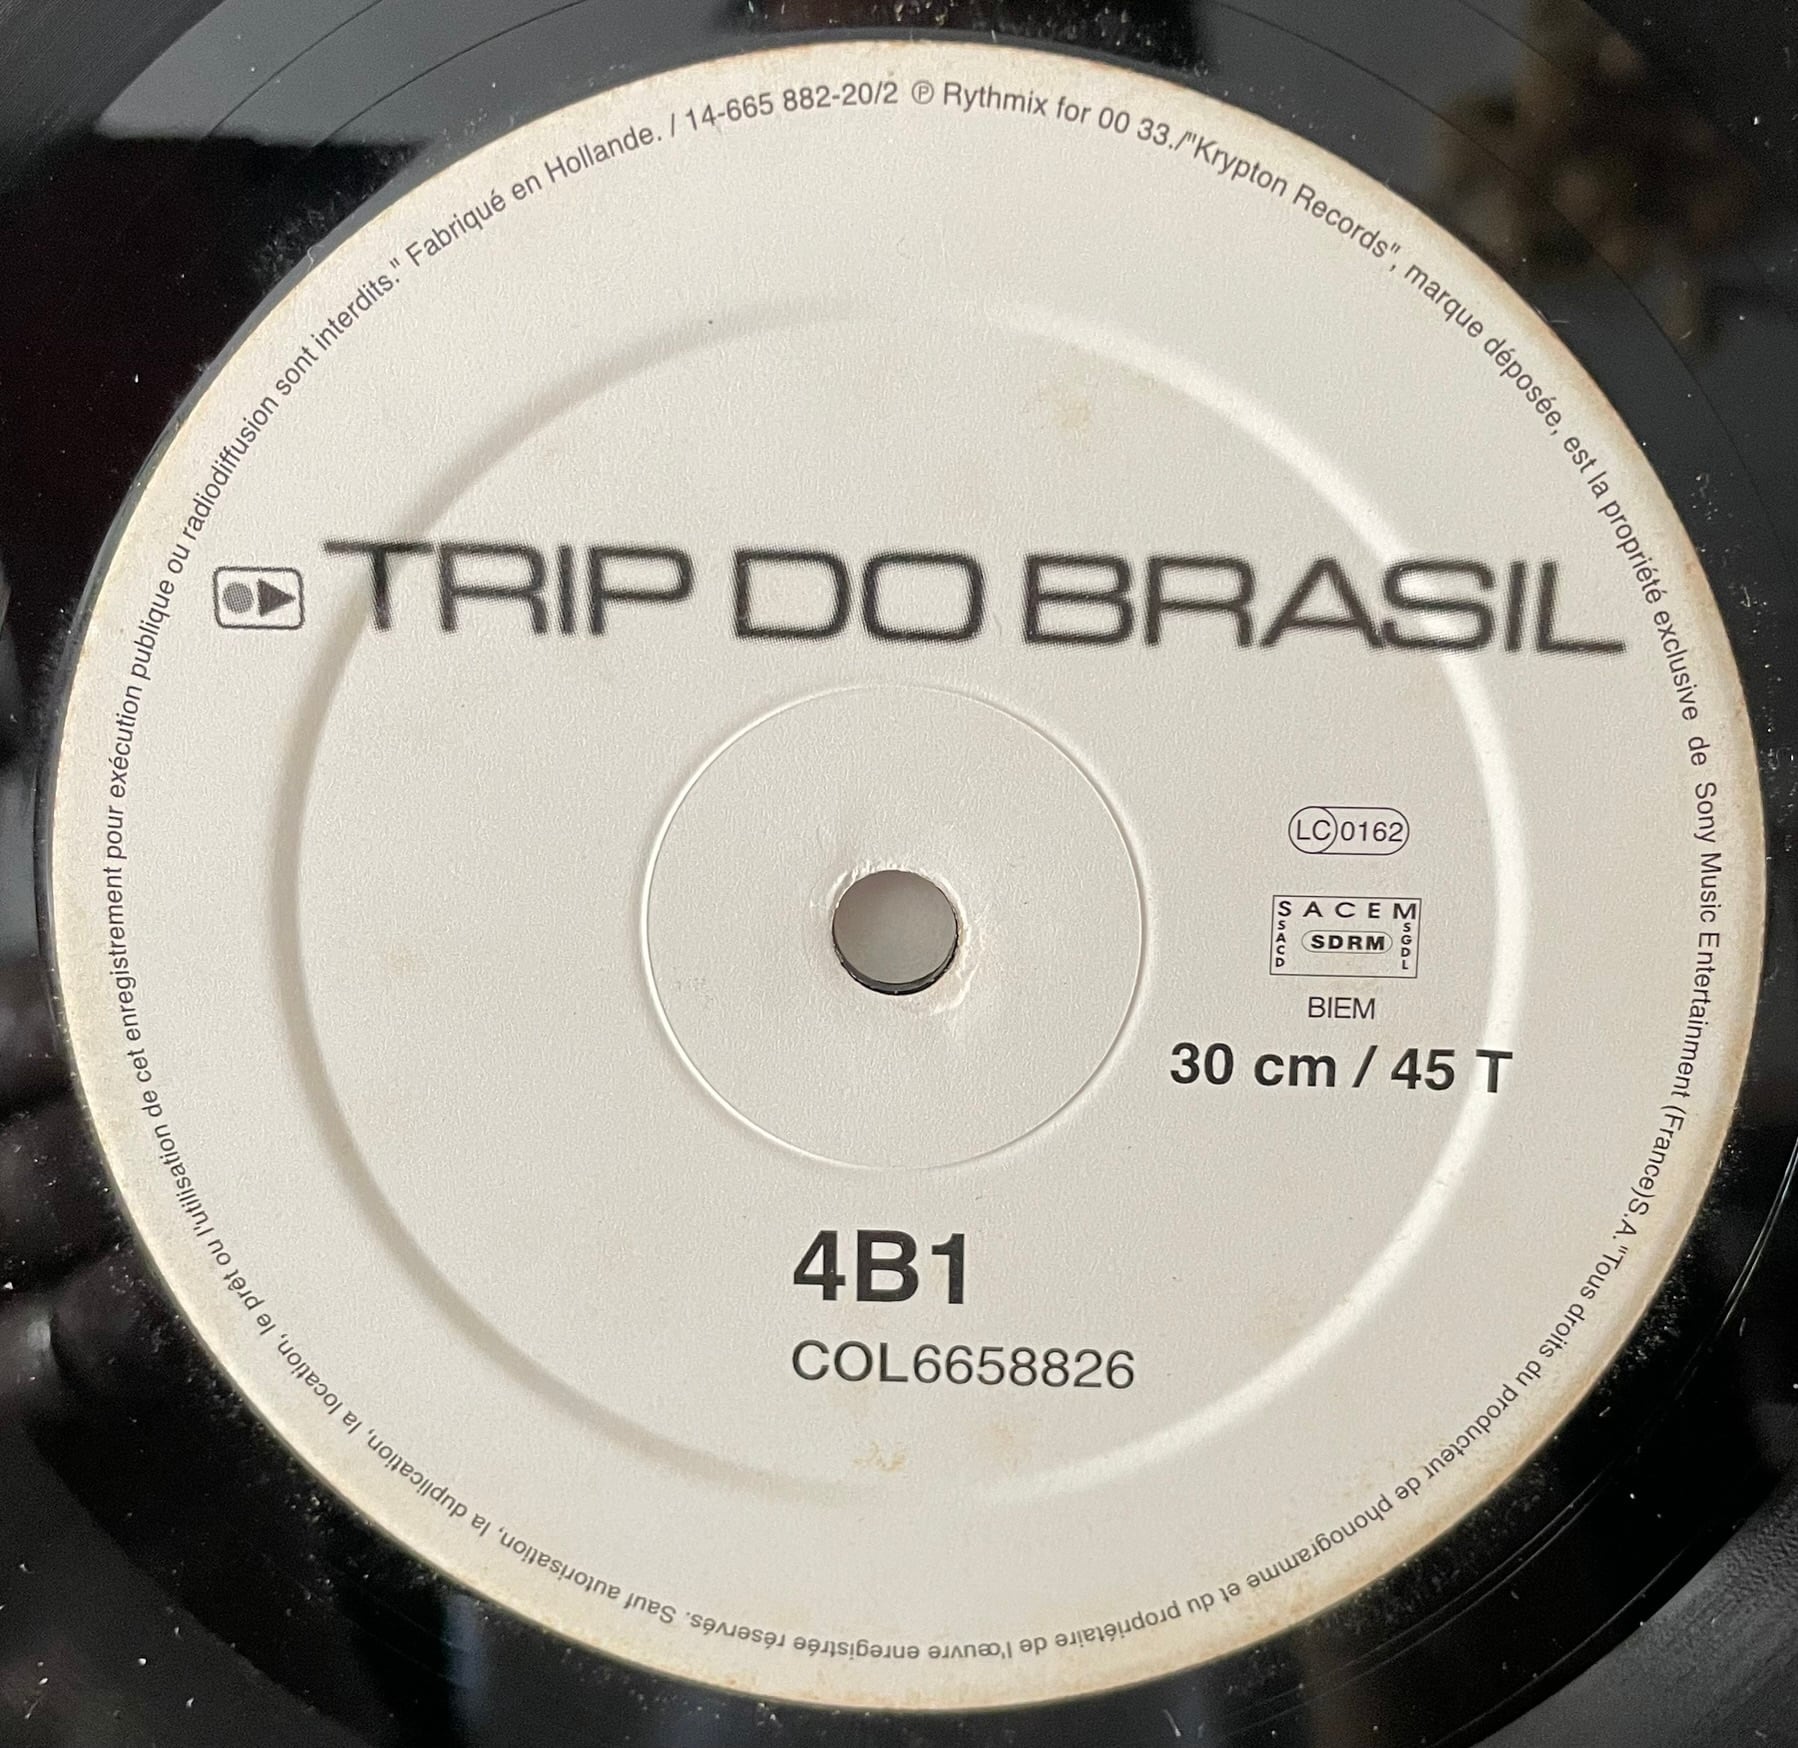 14-665 882-20/2 ℗ Rythmix for 00 33./"Krypton Records", marque déposée, est la propriété exclusive de Sony Music Entertainment (France)S.A."Tous droits du producteur de phonogramme et du propriétaire de l'œuvre enregistrée réservés. Sauf autorisation, la duplication, la location, le prêt ou l'utilisation de cet enregistrement pour exécution publique ou radiodiffusion sont interdits." Fabriqué en Hollande. /
TRIP DO BRASIL
LC 0162
SACEM
SACD
SDRM
SGDL
BIEM
30 cm / 45 T
4B1
COL6658826